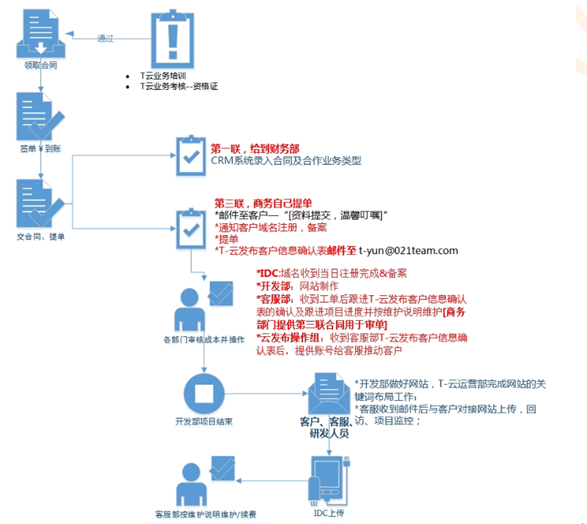 通过
领取合同
• T云业务培训
• T云业务考核--资格证
签单￥到账
第一联，给到财务部
CRM系统录入合同及合作业务类型
交合同、提单
第三联，商务自己提单
*邮件至客户—“[资料提交，温馨叮嘱]”
*通知客户域名注册，备案
*提单
*T-云发布客户信息确认表邮件至 t-yun@021team.com
各部门审核成本并操作
*IDC:域名收到当日注册完成&备案
*开发部：网站制作
*客服部：收到工单后跟进T-云发布客户信息确认
表的确认及跟进项目进度并按维护说明维护[商务
部门提供第三联合同用于审单]
*云发布操作组：收到客服部T-云发布客户信息确
认表后，提供账号给客服推动客户
开发部项目结束
客户、客服、
研发人员
*开发部做好网站，T-云运营部完成网站的关
键词布局工作；
*客服收到邮件后与客户对接网站上传，回
访、项目监控；
客服部按维护说明维护/续费
IDC上传